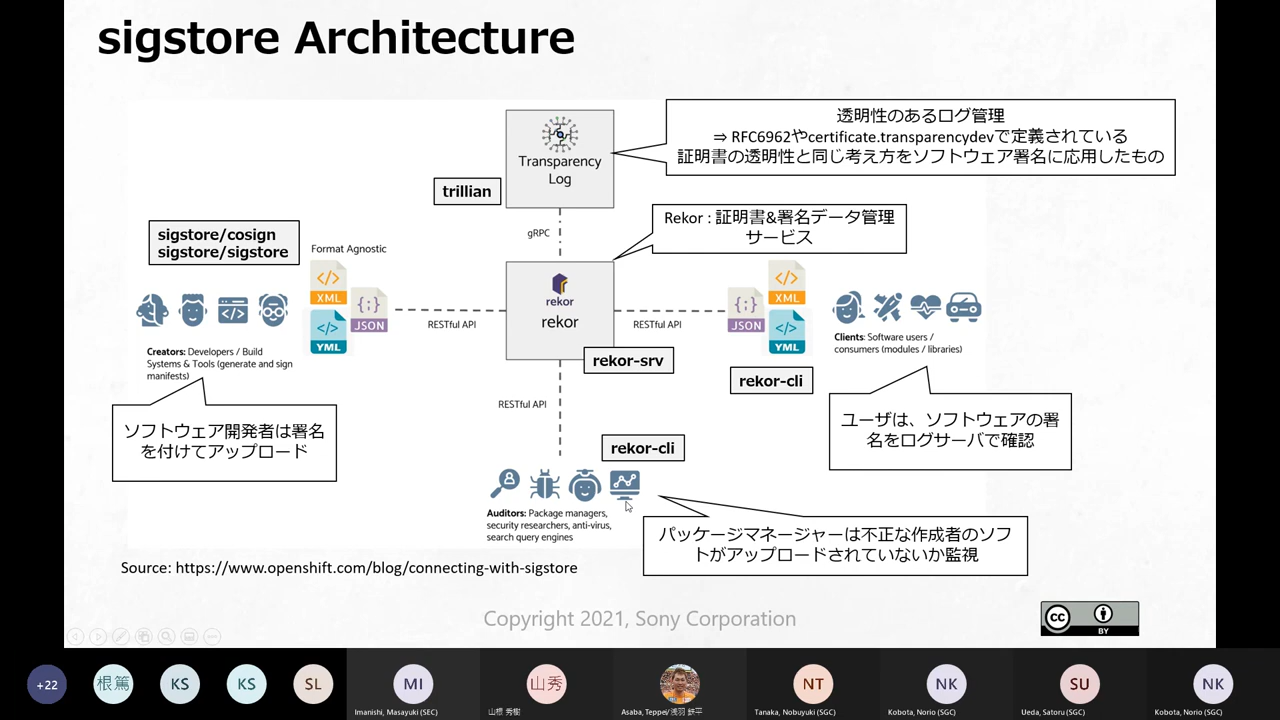 sigstore Architecture
透明性のあるログ管理
⇒ RFC6962やcertificate.transparencydevで定義されている
証明書の透明性と同じ考え方をソフトウェア署名に応用したもの
Transparency
Log
trillian
Rekor : 証明書&署名データ管理
サービス
gRPC
sigstore/cosign
sigstore/sigstore
Format Agnostic
XML
JSON
YML
RESTful API
rekor
rekor
RESTful API
rekor-srv
JSON
XML
YML
Creators: Developers / Build
Systems & Tools (generate and sign
manifests)
Clients: Software users /
consumers (modules / libraries)
rekor-cli
ソフトウェア開発者は署名
を付けてアップロード
RESTful API
ユーザは、ソフトウェアの署
名をログサーバで確認
rekor-cli
Auditors: Package managers,
security researchers, anti-virus,
search query engines
パッケージマネージャーは不正な作成者のソフ
トがアップロードされていないか監視
Source: https://www.openshift.com/blog/connecting-with-sigstore
Copyright 2021, Sony Corporation
cc
BY
+22
根篤
KS
KS
SL
MI
Imanishi, Masayuki (SEC)
山秀
山根 秀樹
Asaba, Teppei/浅羽 鉄平
NT
Tanaka, Nobuyuki (SGC)
NK
Kobota, Norio (SGC)
SU
Ueda, Satoru (SGC)
NK
Kobota, Norio (SGC)